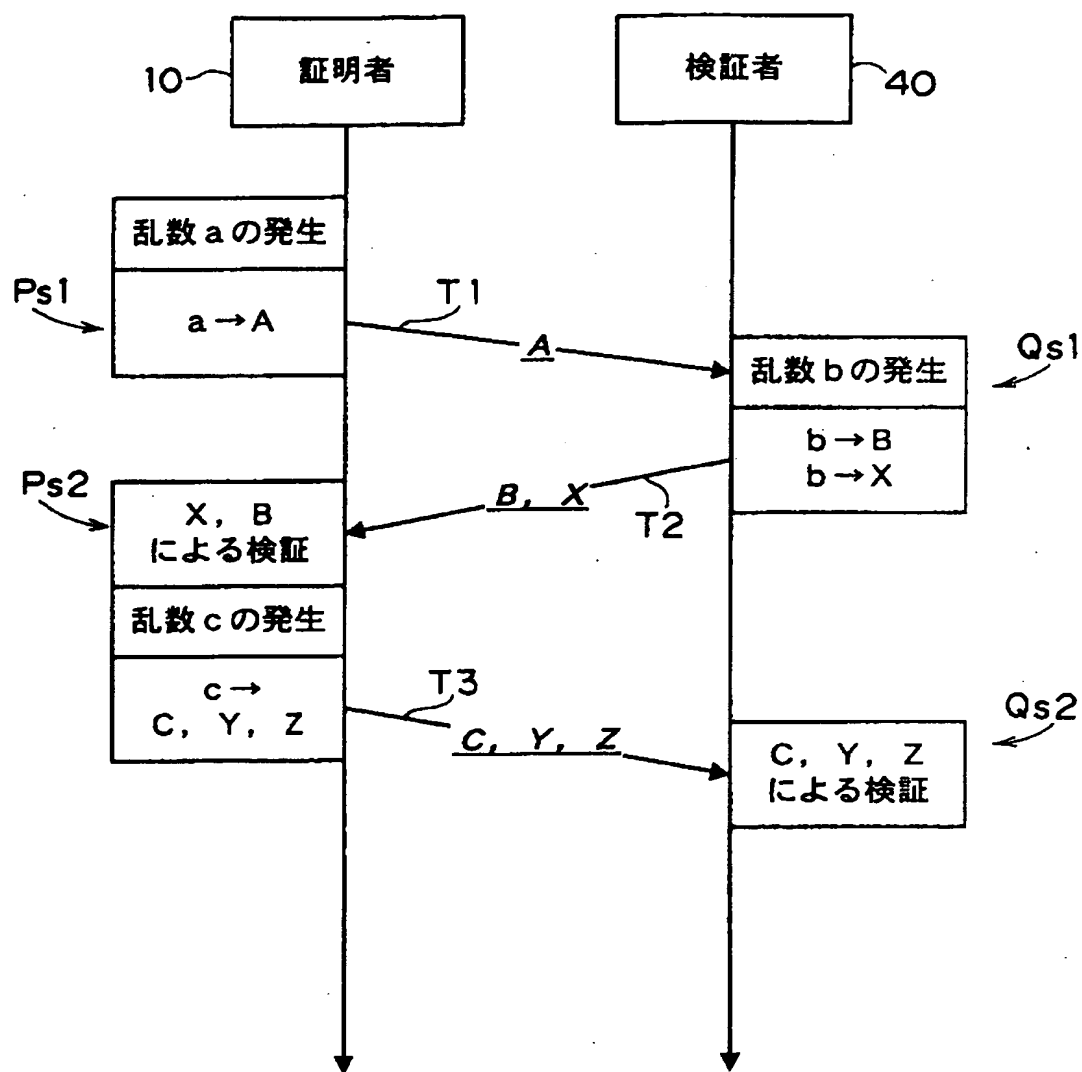 10
証明者
検証者
40
乱数aの発生
Ps1
a→A
T1
A
乱数bの発生
Qs1
b→B
b→X
B, X
T2
Ps2
X, B
による検証
乱数cの発生
c→
C, Y, Z
T3
C, Y, Z
C, Y, Z
による検証
Qs2